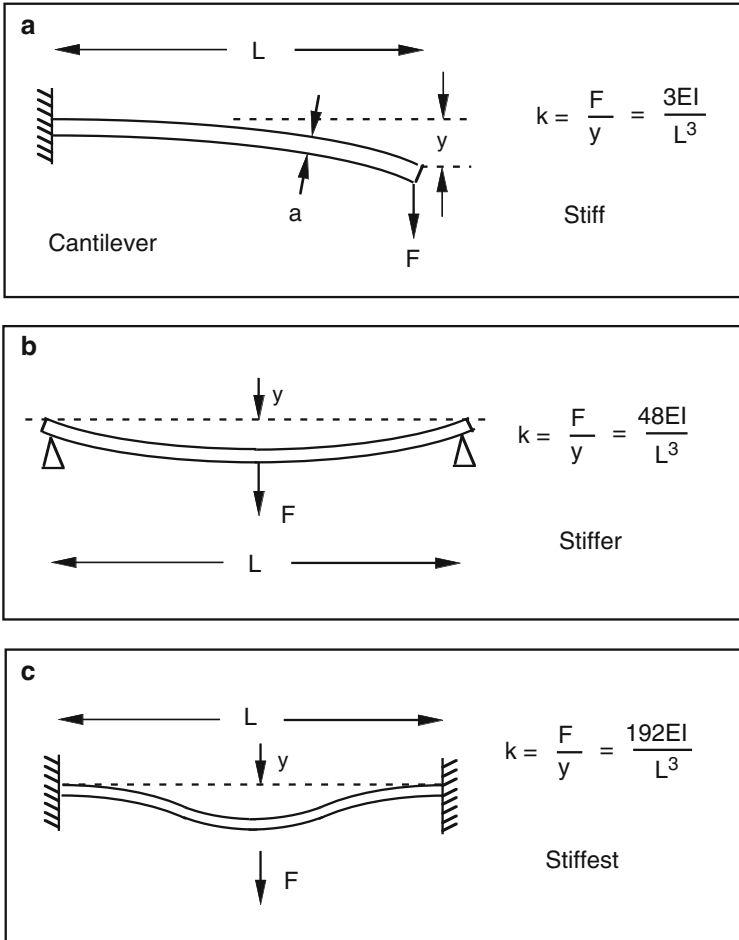 a
L
k = F/y = 3EI/L³
y
a
Stiff
Cantilever
F
b
y
k = F/y = 48EI/L³
F
Stiffer
L
c
L
k = F/y = 192EI/L³
y
F
Stiffest